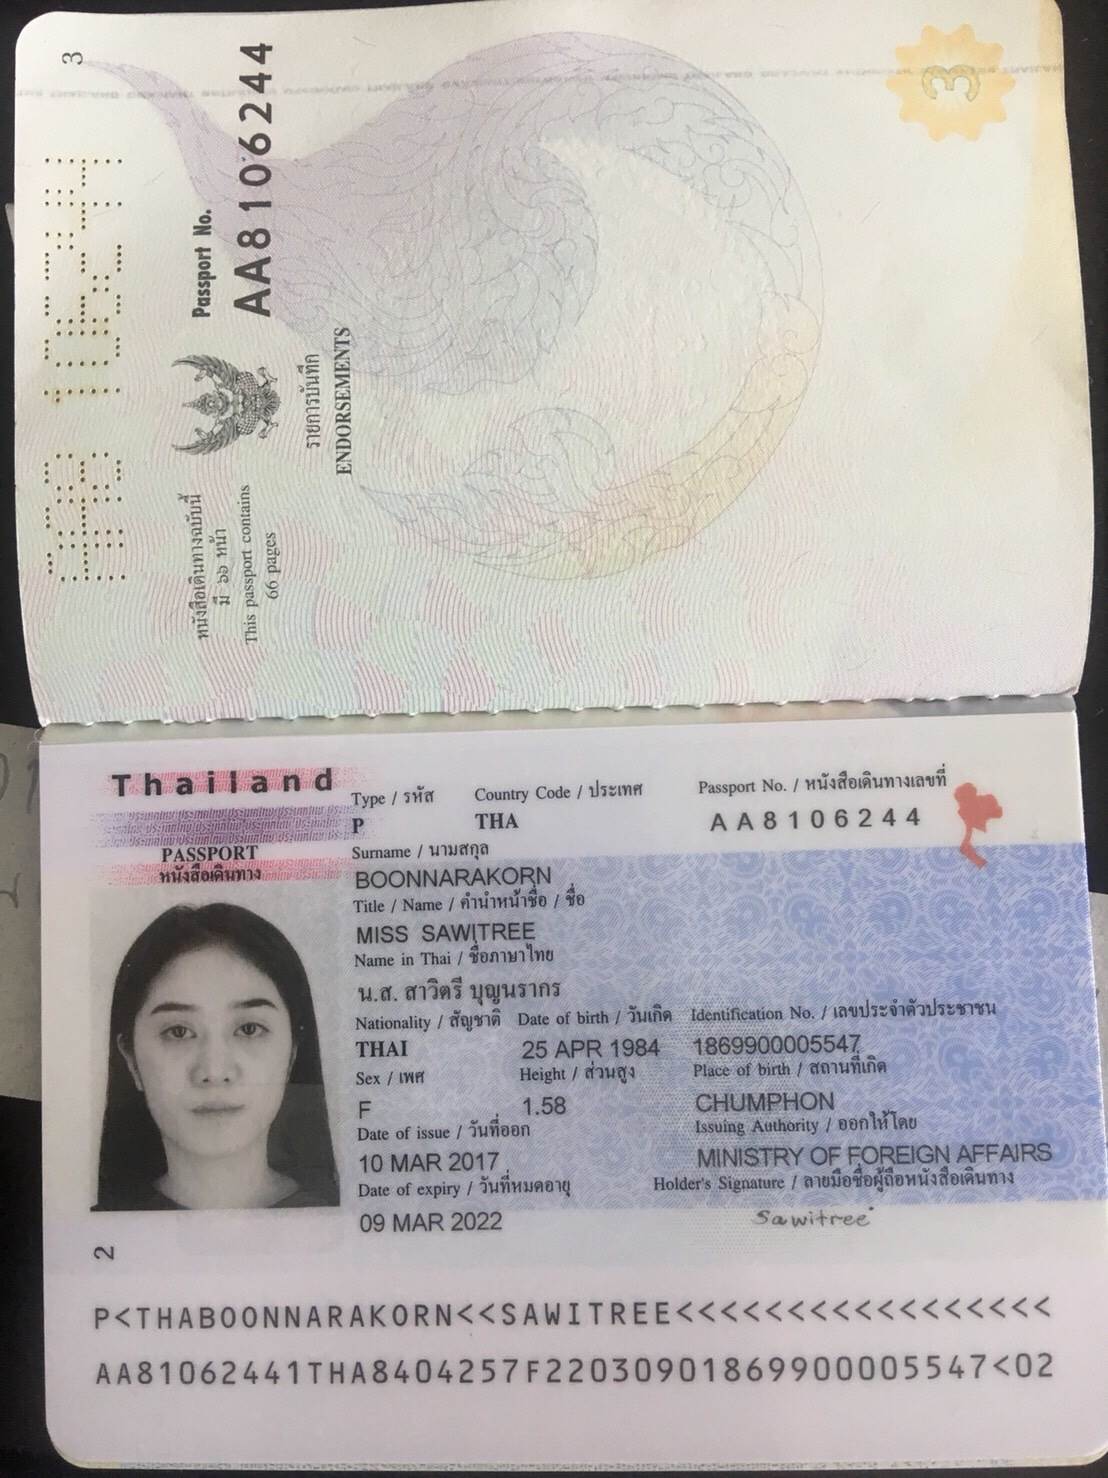 3
AA8106244
Passport No.
AA8106244
หนังสือเดินทางฉบับนี้
มี ๖๖ หน้า
This passport contains
66 pages
รายการบันทึก
ENDORSEMENTS
3
Thailand
PASSPORT
หนังสือเดินทาง
Type / รหัส Country Code / ประเทศ Passport No. / หนังสือเดินทางเลขที่
P THA AA8106244
Surname / นามสกุล
BOONNARAKORN
Title / Name / คำนำหน้าชื่อ / ชื่อ
MISS SAWITREE
Name in Thai / ชื่อภาษาไทย
น.ส. สาวิตรี บุญนรากร
Nationality / สัญชาติ Date of birth / วันเกิด Identification No. / เลขประจำตัวประชาชน
THAI 25 APR 1984 1869900005547
Sex / เพศ Height / ส่วนสูง Place of birth / สถานที่เกิด
F 1.58 CHUMPHON
Date of issue / วันที่ออก Issuing Authority / ออกให้โดย
10 MAR 2017 MINISTRY OF FOREIGN AFFAIRS
Date of expiry / วันที่หมดอายุ Holder's Signature / ลายมือชื่อผู้ถือหนังสือเดินทาง
09 MAR 2022 Sawitree
2
P<THABOONNARAKORN<<SAWITREE<<<<<<<<<<<<<<<<<
AA81062441THA8404257F22030901869900005547<02